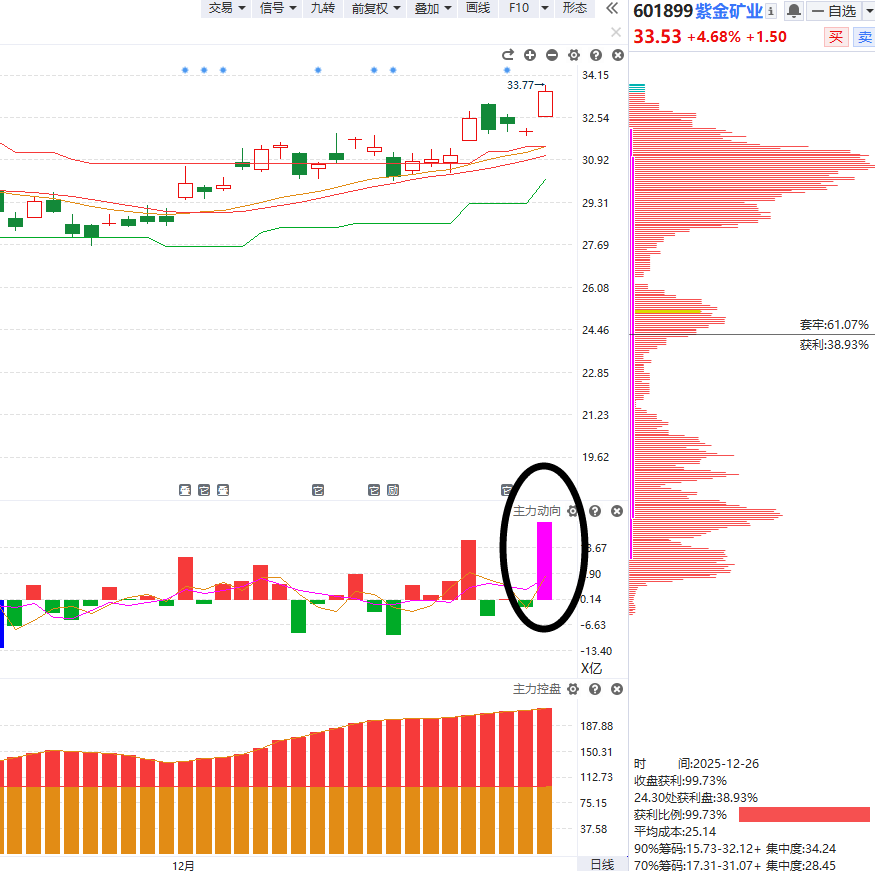 交易 信号 九转 前复权 叠加 画线 F10 形态
601899紫金矿业 自选
33.53 +4.68% +1.50 买 卖
34.15
33.77
32.54
30.92
29.31
27.69
26.08
24.46
22.85
21.23
19.62
套牢:61.07%
获利:38.93%
主力动向
3.67
.90
0.14
-6.63
-13.40
X亿
主力控盘
187.88
150.31
112.73
75.15
37.58
12月 日线
时 间:2025-12-26
收盘获利:99.73%
24.30处获利盘:38.93%
获利比例:99.73%
平均成本:25.14
90%筹码:15.73-32.12+ 集中度:34.24
70%筹码:17.31-31.07+ 集中度:28.45